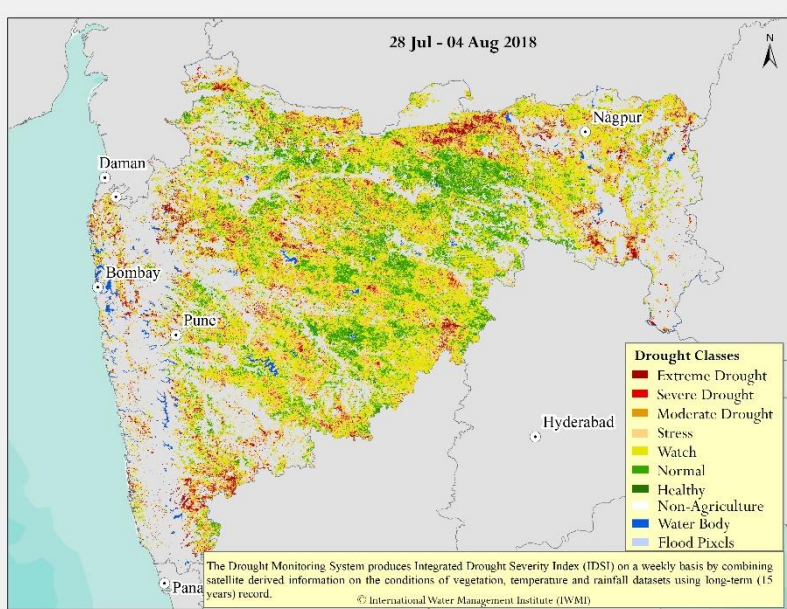 28 Jul - 04 Aug 2018
N
Nagpur
Daman
Bombay
Pune
Hyderabad
Pana
Drought Classes
Extreme Drought
Severe Drought
Moderate Drought
Stress
Watch
Normal
Healthy
Non-Agriculture
Water Body
Flood Pixels
The Drought Monitoring System produces Integrated Drought Severity Index (IDSI) on a weekly basis by combining
satellite derived information on the conditions of vegetation, temperature and rainfall datasets using long-term (15
years) record.
© International Water Management Institute (IWMI)